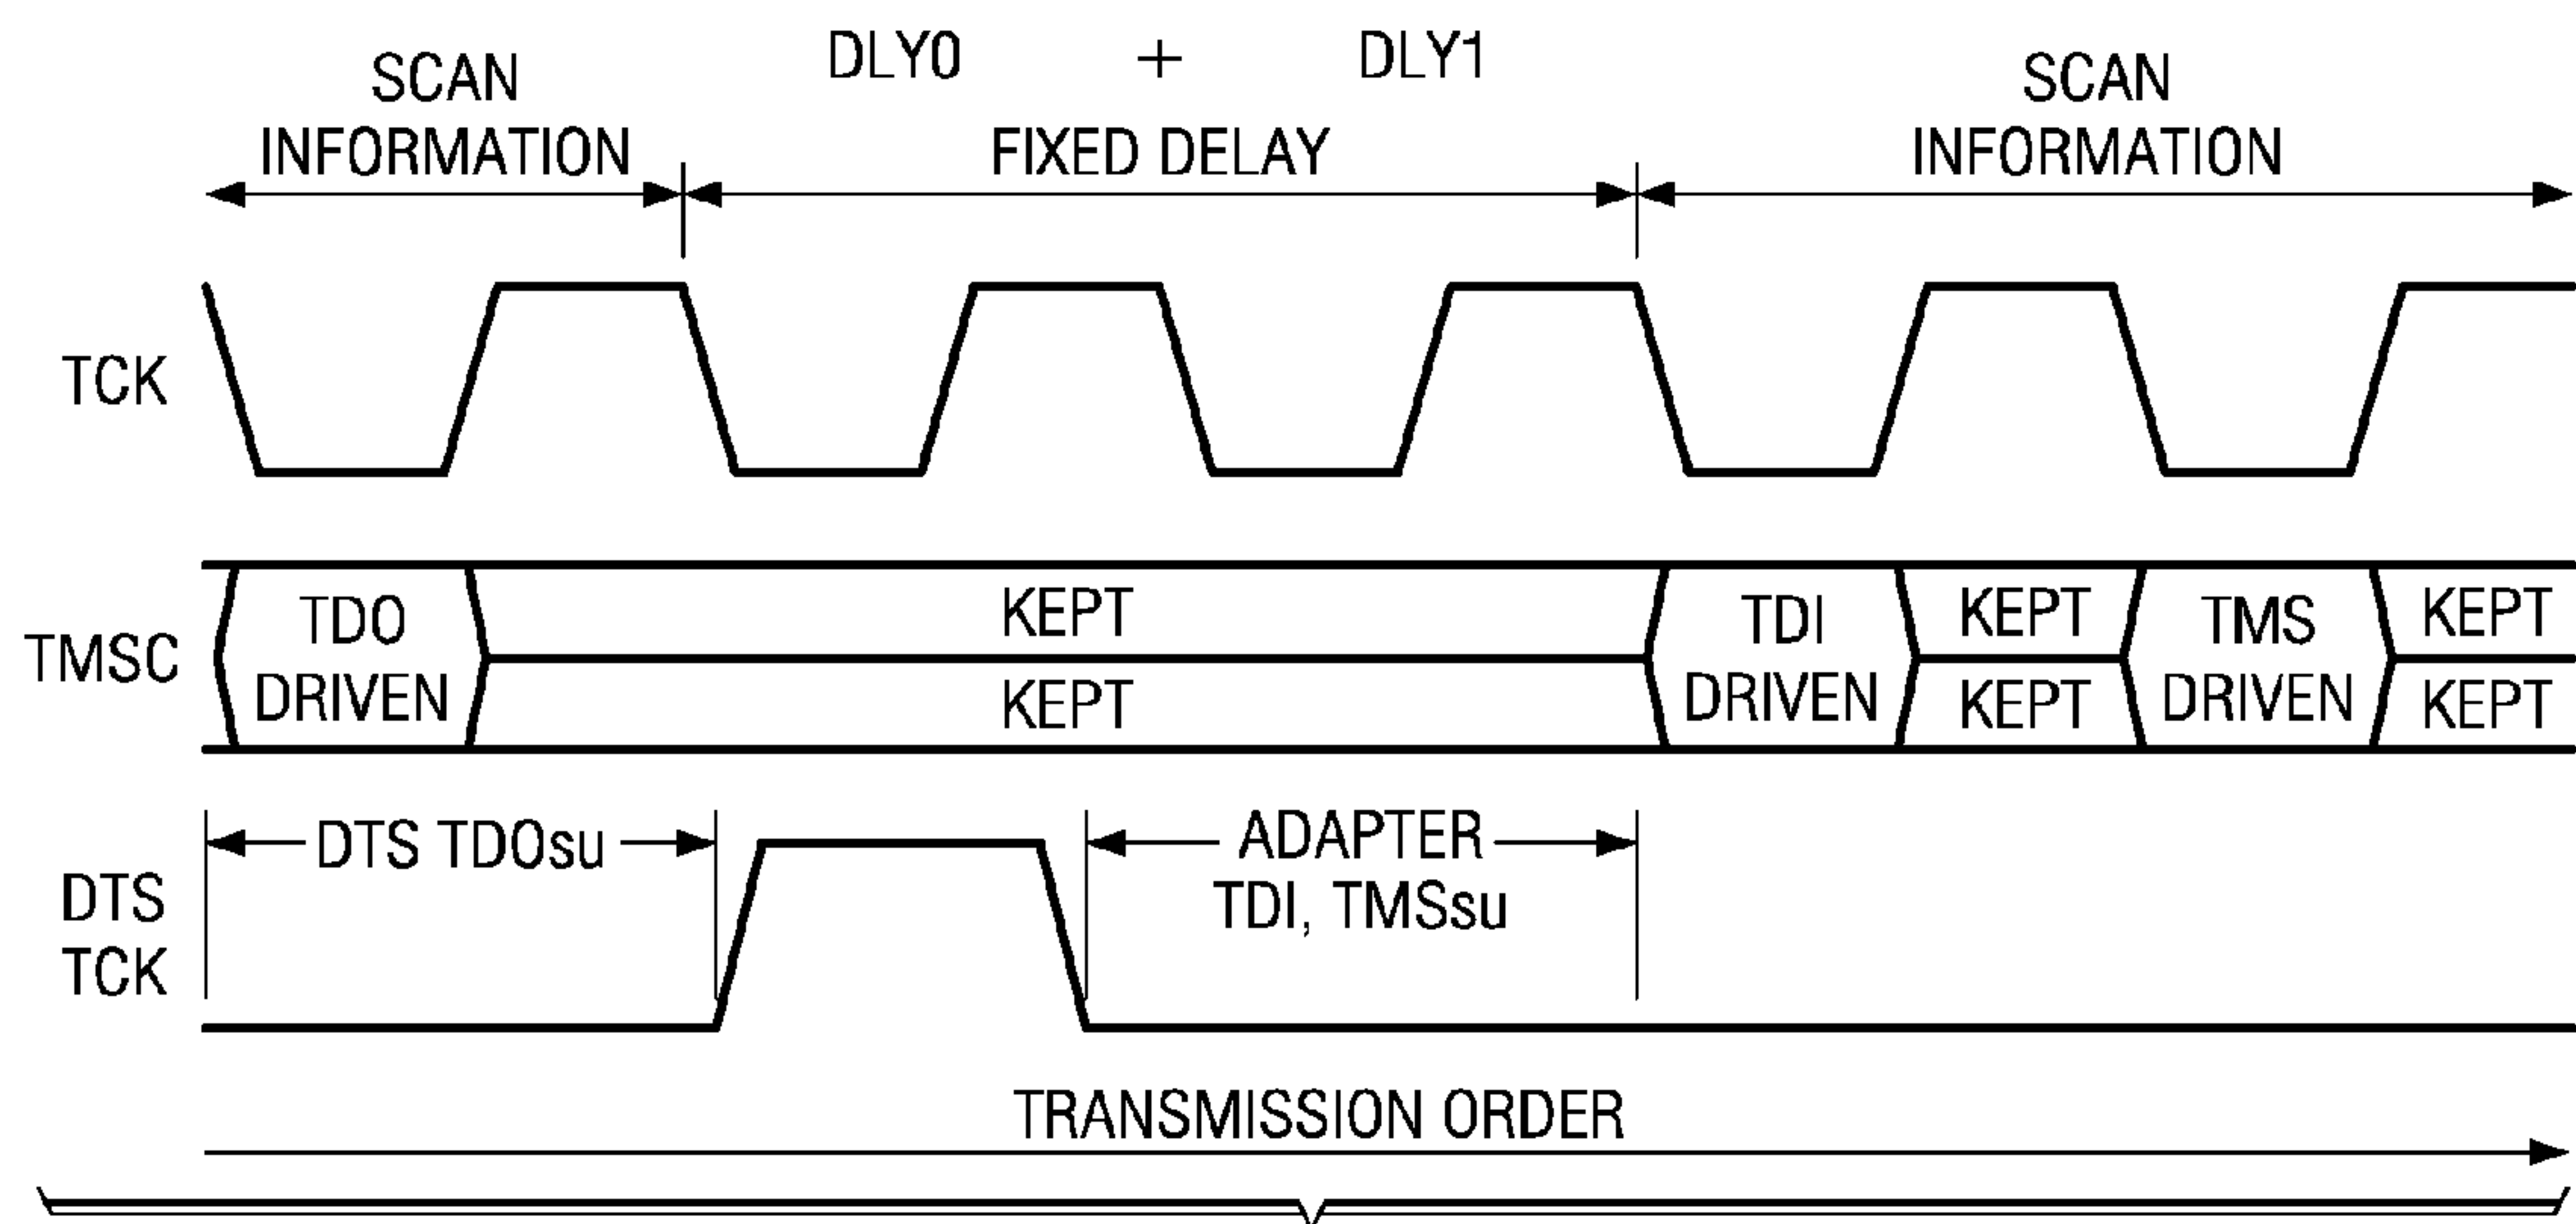 DLY0 + DLY1
SCAN
INFORMATION
FIXED DELAY
SCAN
INFORMATION
TCK
TMSC
TDO
DRIVEN
KEPT
KEPT
TDI
DRIVEN
KEPT
KEPT
TMS
DRIVEN
KEPT
KEPT
DTS
TCK
DTS TDOsu
ADAPTER
TDI, TMSsu
TRANSMISSION ORDER